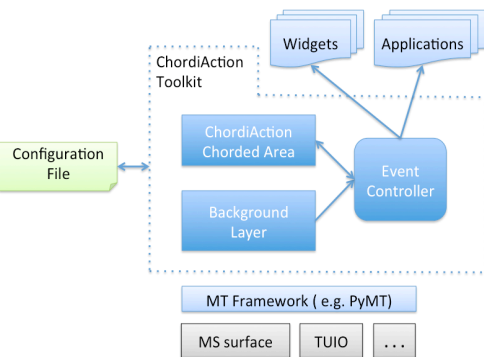 Widgets
Applications
ChordiAction
Toolkit
ChordiAction
Chorded Area
Configuration
File
Event
Controller
Background
Layer
MT Framework ( e.g. PyMT)
MS surface
TUIO
...